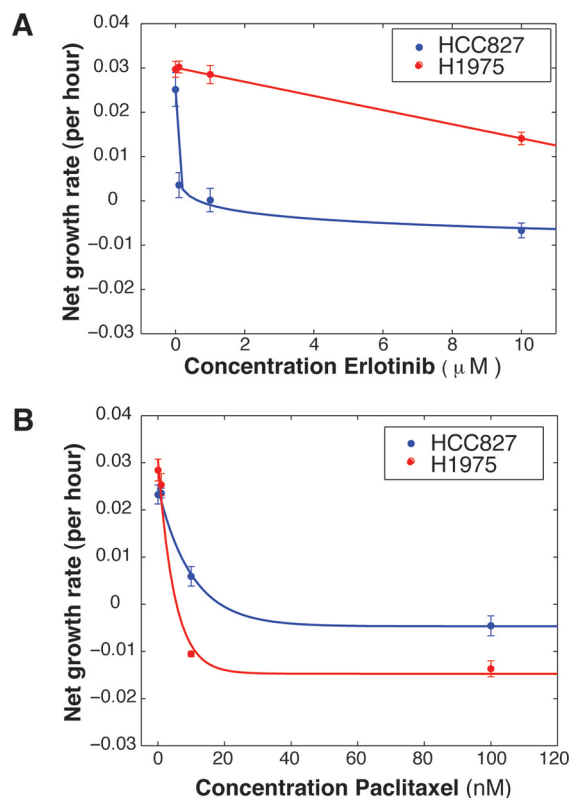 A
0.04
0.03
0.02
0.01
0
−0.01
−0.02
−0.03
Net growth rate (per hour)
HCC827
H1975
0 2 4 6 8 10
Concentration Erlotinib ( μ M )
B
0.04
0.03
0.02
0.01
0
−0.01
−0.02
−0.03
Net growth rate (per hour)
HCC827
H1975
0 20 40 60 80 100 120
Concentration Paclitaxel (nM)